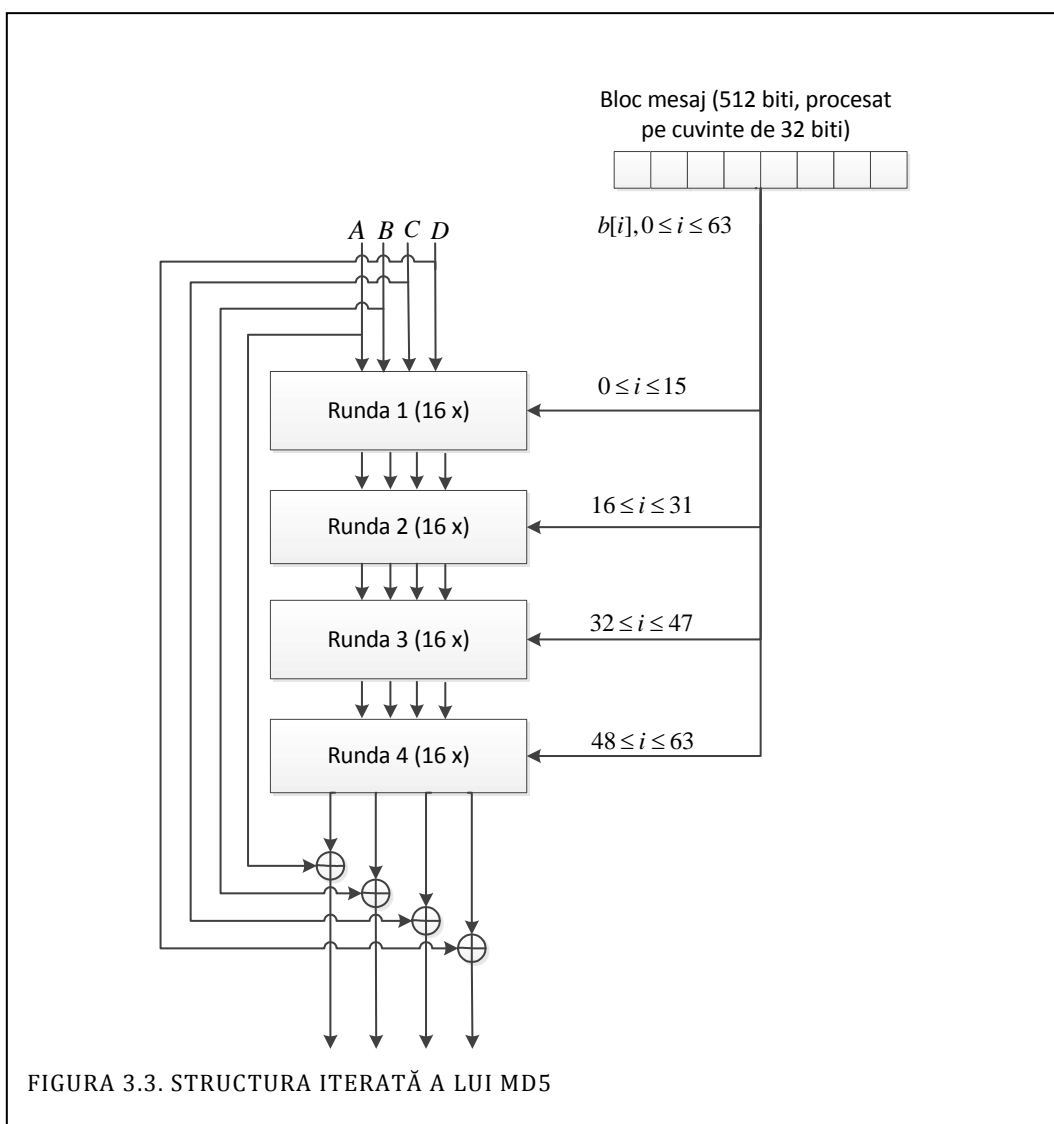 Bloc mesaj (512 biti, procesat
pe cuvinte de 32 biti)
b[i], 0 ≤ i ≤ 63
A B C D
Runda 1 (16 x)
0 ≤ i ≤ 15
Runda 2 (16 x)
16 ≤ i ≤ 31
Runda 3 (16 x)
32 ≤ i ≤ 47
Runda 4 (16 x)
48 ≤ i ≤ 63
FIGURA 3.3. STRUCTURA ITERATĂ A LUI MD5